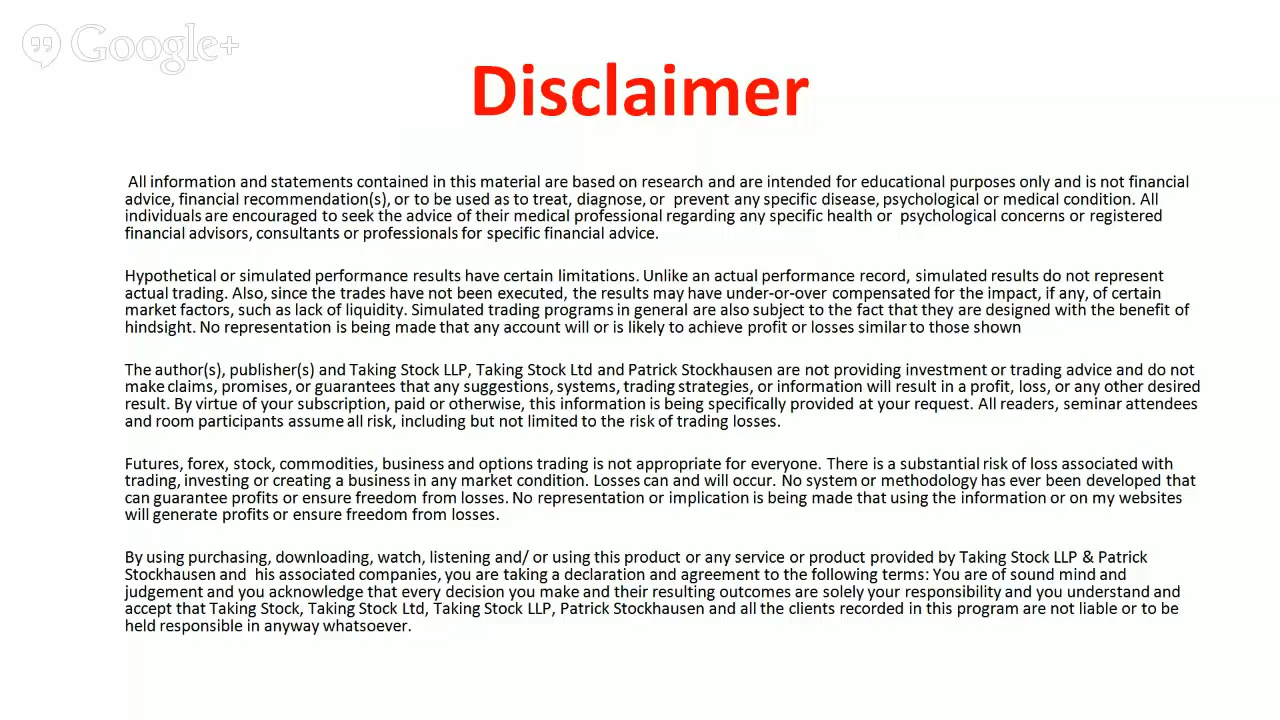 Google+
Disclaimer
All information and statements contained in this material are based on research and are intended for educational purposes only and is not financial
advice, financial recommendation(s), or to be used as to treat, diagnose, or prevent any specific disease, psychological or medical condition. All
individuals are encouraged to seek the advice of their medical professional regarding any specific health or psychological concerns or registered
financial advisors, consultants or professionals for specific financial advice.
Hypothetical or simulated performance results have certain limitations. Unlike an actual performance record, simulated results do not represent
actual trading. Also, since the trades have not been executed, the results may have under-or-over compensated for the impact, if any, of certain
market factors, such as lack of liquidity. Simulated trading programs in general are also subject to the fact that they are designed with the benefit of
hindsight. No representation is being made that any account will or is likely to achieve profit or losses similar to those shown
The author(s), publisher(s) and Taking Stock LLP, Taking Stock Ltd and Patrick Stockhausen are not providing investment or trading advice and do not
make claims, promises, or guarantees that any suggestions, systems, trading strategies, or information will result in a profit, loss, or any other desired
result. By virtue of your subscription, paid or otherwise, this information is being specifically provided at your request. All readers, seminar attendees
and room participants assume all risk, including but not limited to the risk of trading losses.
Futures, forex, stock, commodities, business and options trading is not appropriate for everyone. There is a substantial risk of loss associated with
trading, investing or creating a business in any market condition. Losses can and will occur. No system or methodology has ever been developed that
can guarantee profits or ensure freedom from losses. No representation or implication is being made that using the information or on my websites
will generate profits or ensure freedom from losses.
By using purchasing, downloading, watch, listening and/ or using this product or any service or product provided by Taking Stock LLP & Patrick
Stockhausen and his associated companies, you are taking a declaration and agreement to the following terms: You are of sound mind and
judgement and you acknowledge that every decision you make and their resulting outcomes are solely your responsibility and you understand and
accept that Taking Stock, Taking Stock Ltd, Taking Stock LLP, Patrick Stockhausen and all the clients recorded in this program are not liable or to be
held responsible in anyway whatsoever.